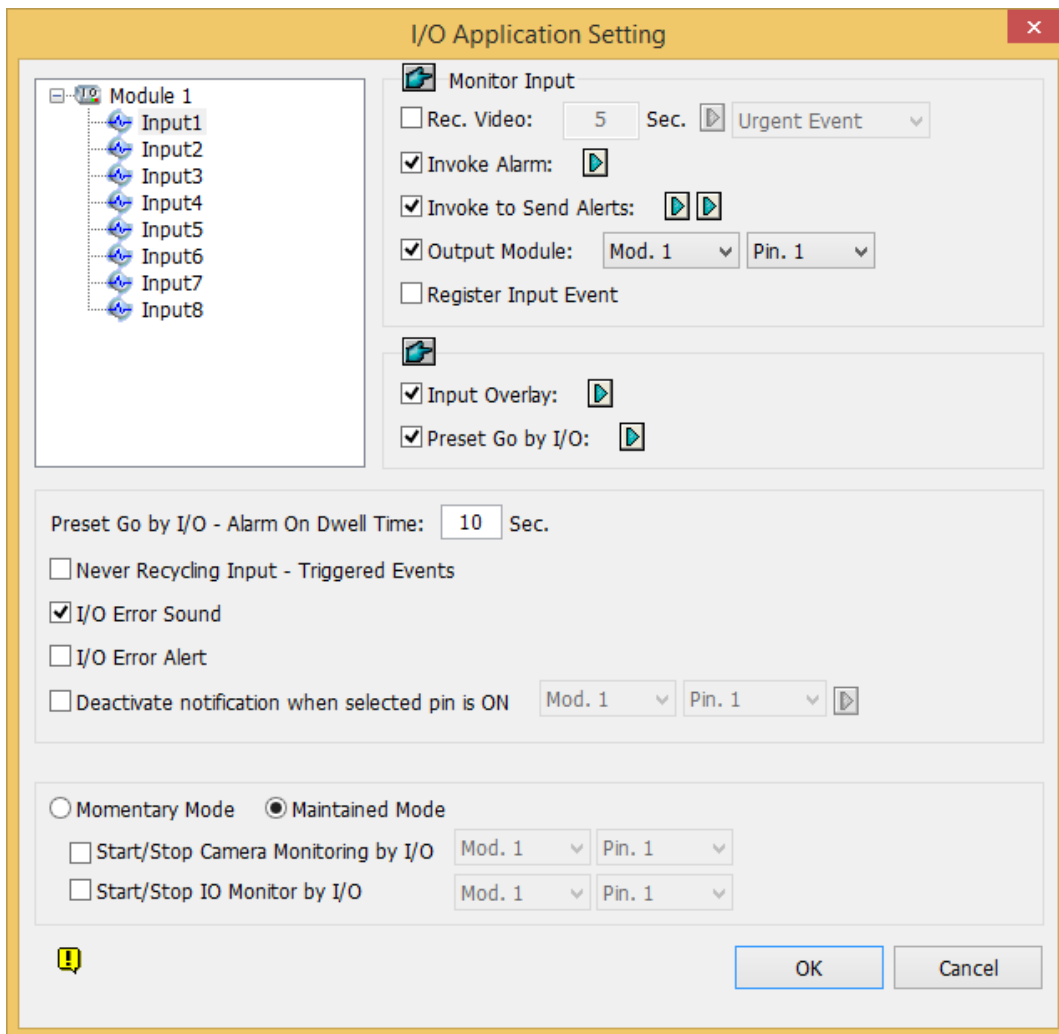 I/O Application Setting
Module 1
Input1
Input2
Input3
Input4
Input5
Input6
Input7
Input8
Monitor Input
Rec. Video: 5 Sec. Urgent Event
Invoke Alarm:
Invoke to Send Alerts:
Output Module: Mod. 1 Pin. 1
Register Input Event
Input Overlay:
Preset Go by I/O:
Preset Go by I/O - Alarm On Dwell Time: 10 Sec.
Never Recycling Input - Triggered Events
I/O Error Sound
I/O Error Alert
Deactivate notification when selected pin is ON Mod. 1 Pin. 1
Momentary Mode Maintained Mode
Start/Stop Camera Monitoring by I/O Mod. 1 Pin. 1
Start/Stop IO Monitor by I/O Mod. 1 Pin. 1
OK Cancel